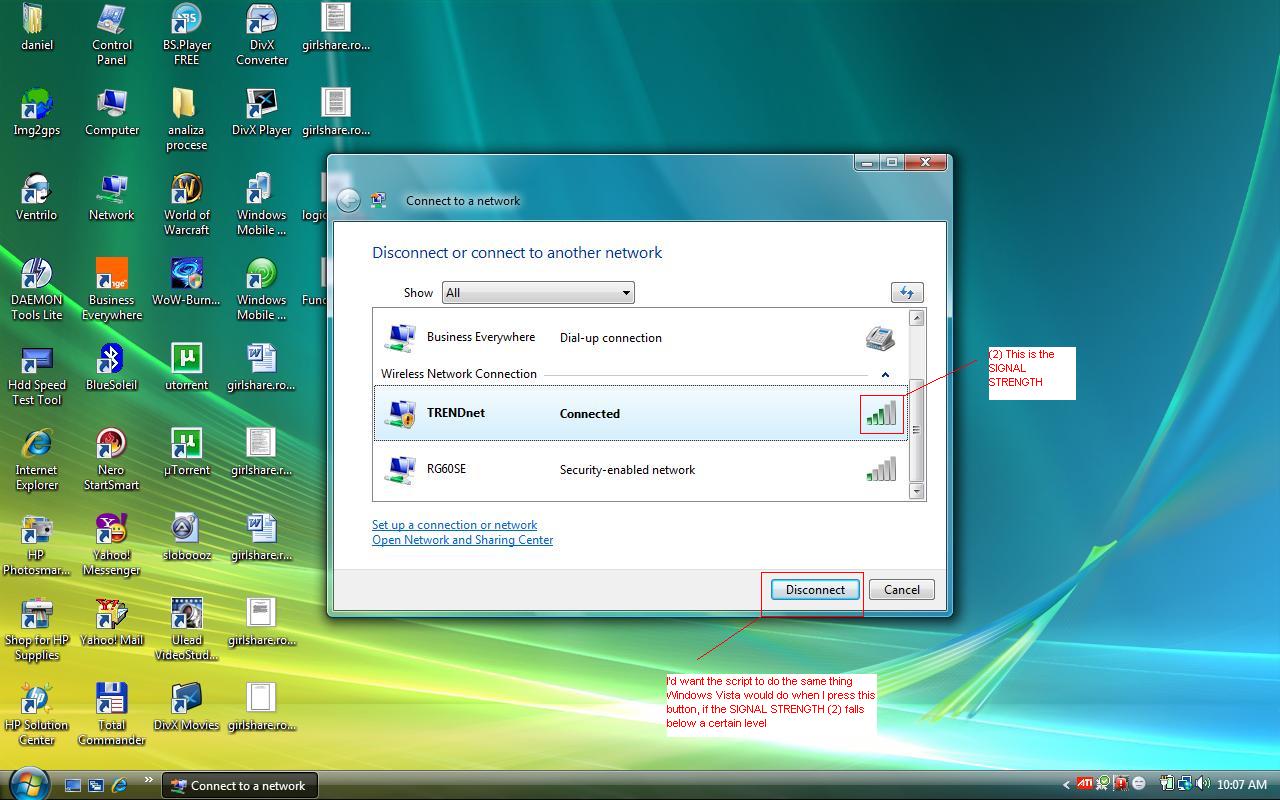 daniel
Control
Panel
BS.Player
FREE
DivX
Converter
girlshare.ro...
Img2gps
Computer
analiza
procese
DivX Player
girlshare.ro...
Ventrilo
Network
World of
Warcraft
Windows
Mobile ...
logic
DAEMON
Tools Lite
Business
Everywhere
WoW-Burn...
Windows
Mobile ...
Func
Hdd Speed
Test Tool
BlueSoleil
utorrent
girlshare.ro...
Internet
Explorer
Nero
StartSmart
µTorrent
girlshare.r...
HP
Photosmar...
Yahoo!
Messenger
sloboooz
girlshare.r...
Shop for HP
Supplies
Yahoo! Mail
Ulead
VideoStud...
girlshare.ro...
HP Solution
Center
Total
Commander
DivX Movies
girlshare.ro...
Connect to a network
Disconnect or connect to another network
Show All
Business Everywhere Dial-up connection
Wireless Network Connection
TRENDnet Connected
RG60SE Security-enabled network
Set up a connection or network
Open Network and Sharing Center
Disconnect Cancel
(2) This is the
SIGNAL
STRENGTH
I'd want the script to do the same thing
Windows Vista would do when I press this
button, if the SIGNAL STRENGTH (2) falls
below a certain level
Connect to a network
ATI
10:07 AM